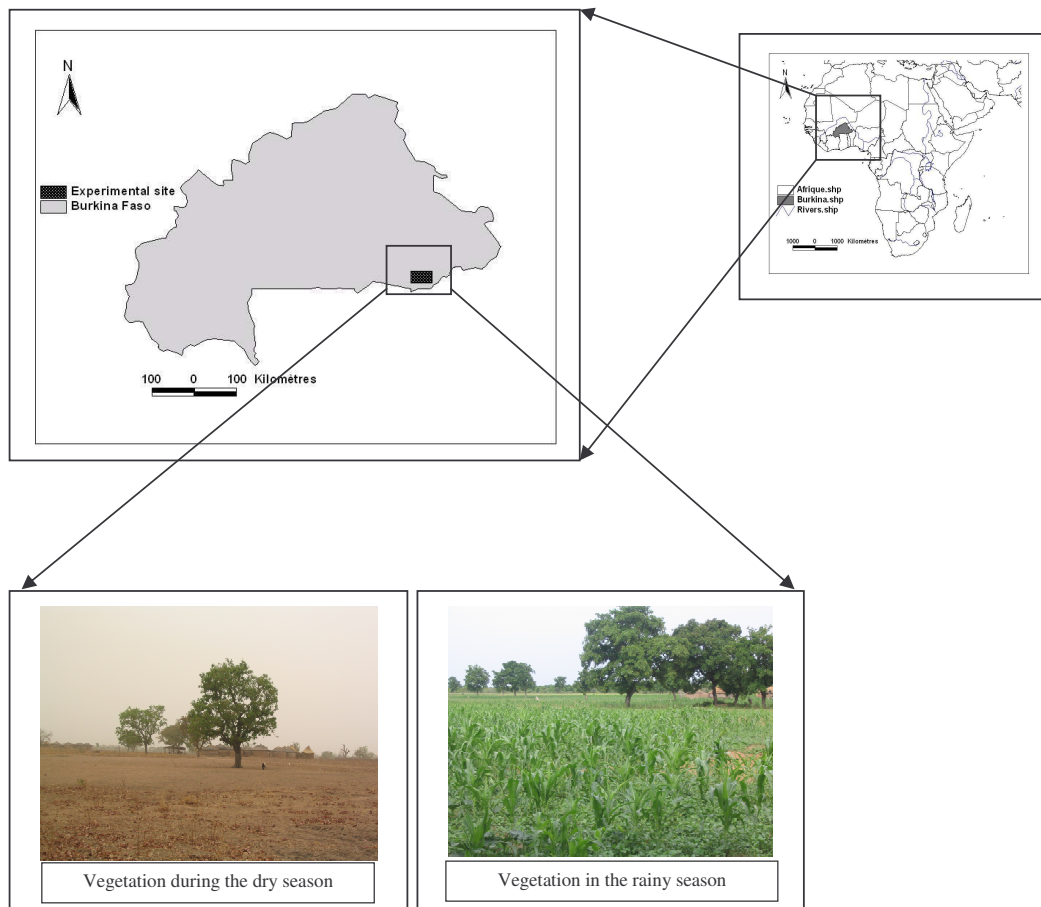 N
Experimental site
Burkina Faso
100 0 100 Kilomètres
N
Afrique.shp
Burkina.shp
Rivers.shp
1000 0 1000 Kilomètres
Vegetation during the dry season
Vegetation in the rainy season